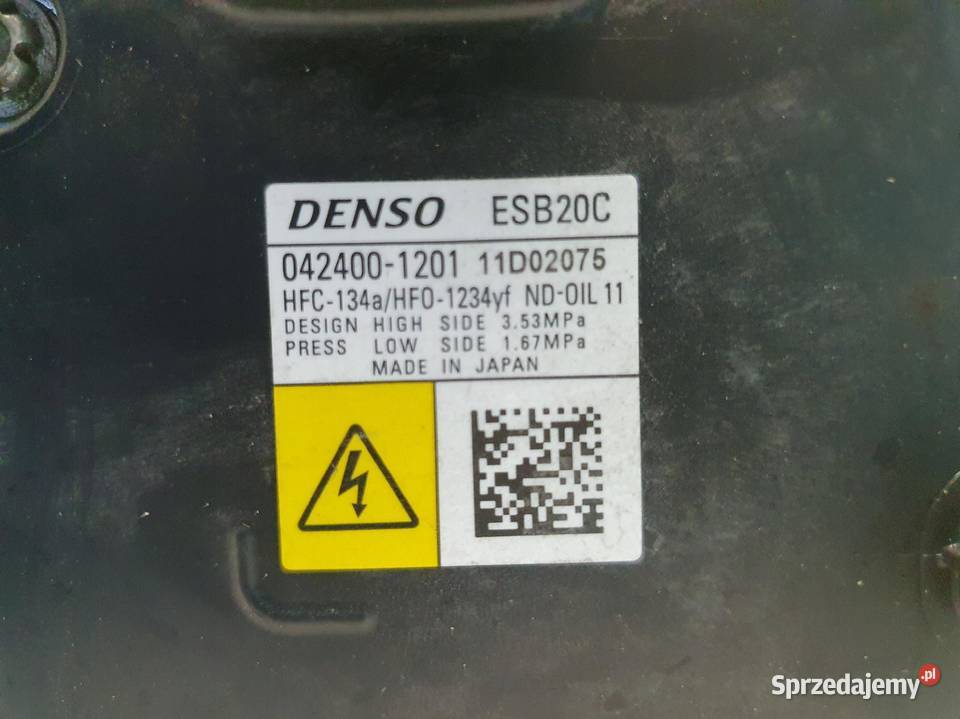 DENSO ESB20C
042400-1201 11D02075
HFC-134a/HFO-1234yf ND-OIL 11
DESIGN HIGH SIDE 3.53MPa
PRESS LOW SIDE 1.67MPa
MADE IN JAPAN
Sprzedajemy.pl